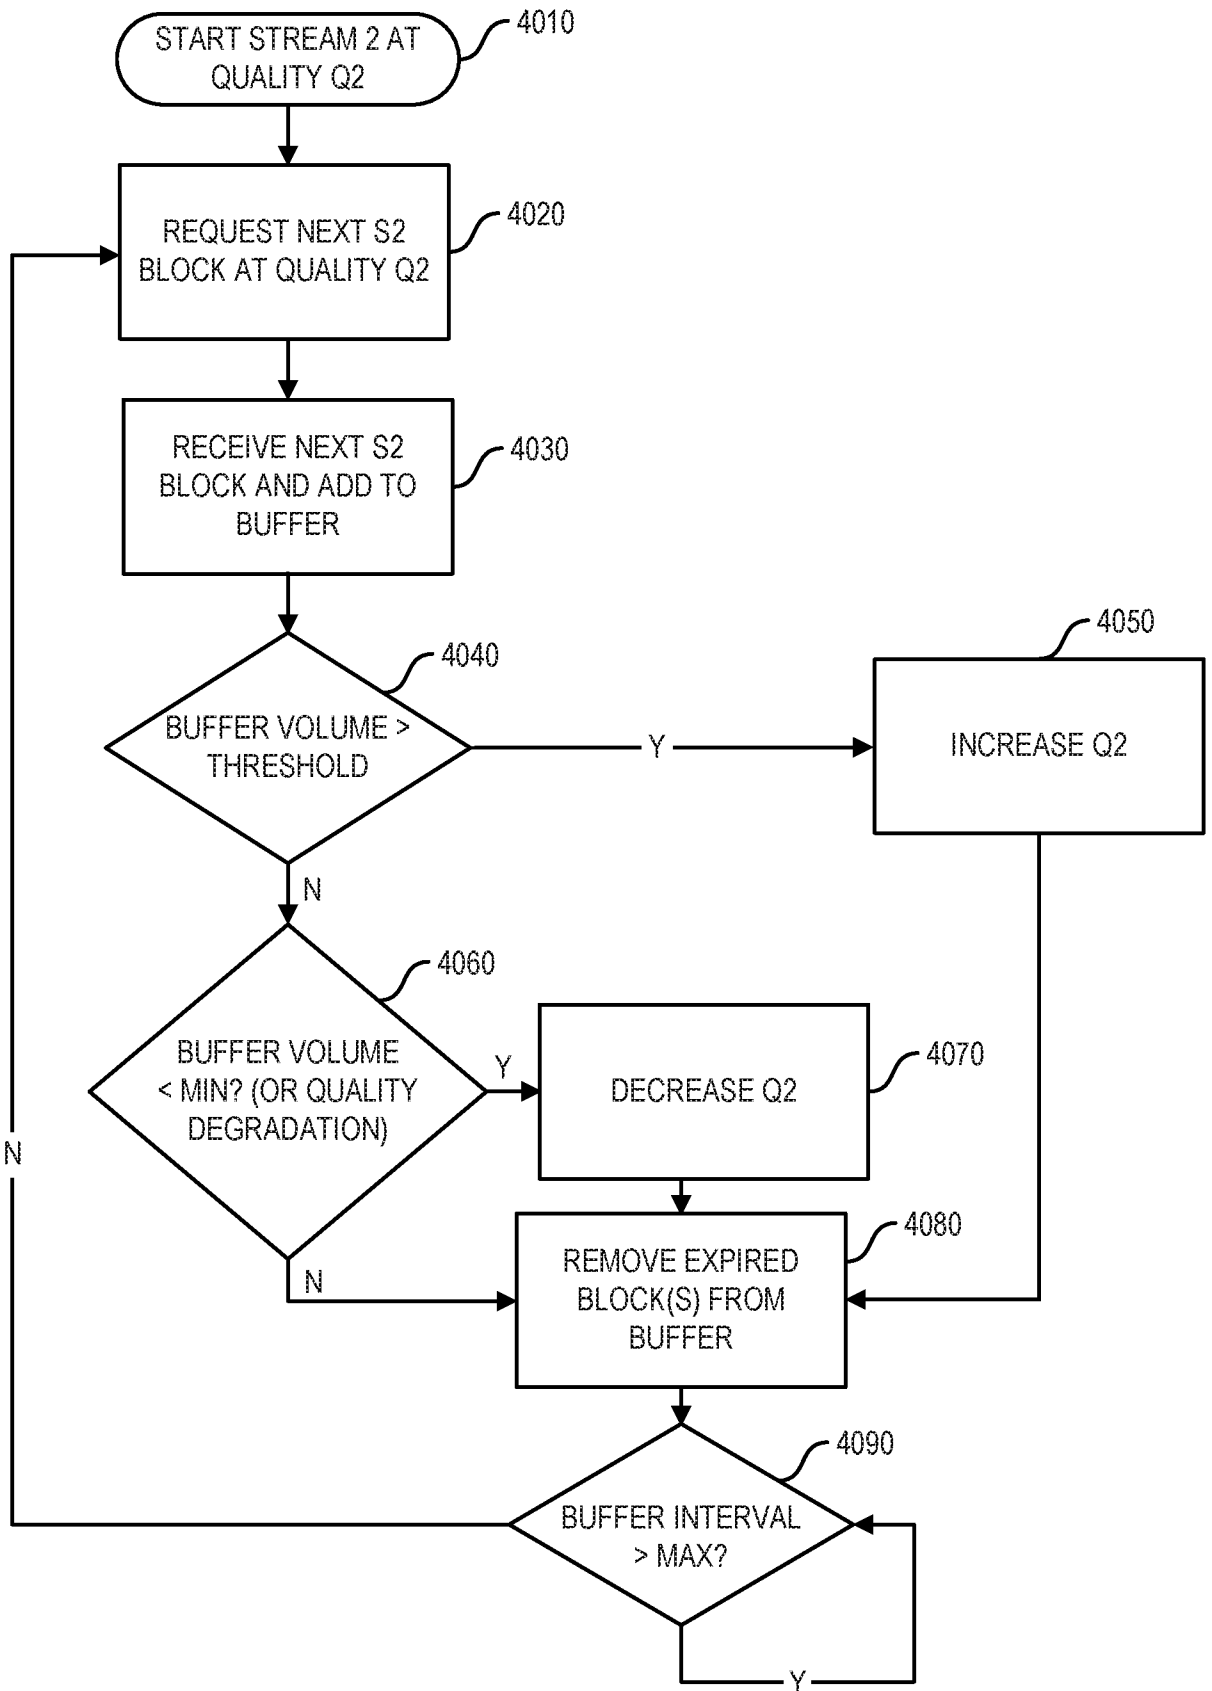 START STREAM 2 AT
QUALITY Q2
4010
REQUEST NEXT S2
BLOCK AT QUALITY Q2
4020
RECEIVE NEXT S2
BLOCK AND ADD TO
BUFFER
4030
BUFFER VOLUME >
THRESHOLD
4040
Y
INCREASE Q2
4050
N
BUFFER VOLUME
< MIN? (OR QUALITY
DEGRADATION)
4060
Y
DECREASE Q2
4070
N
REMOVE EXPIRED
BLOCK(S) FROM
BUFFER
4080
BUFFER INTERVAL
> MAX?
4090
N
Y